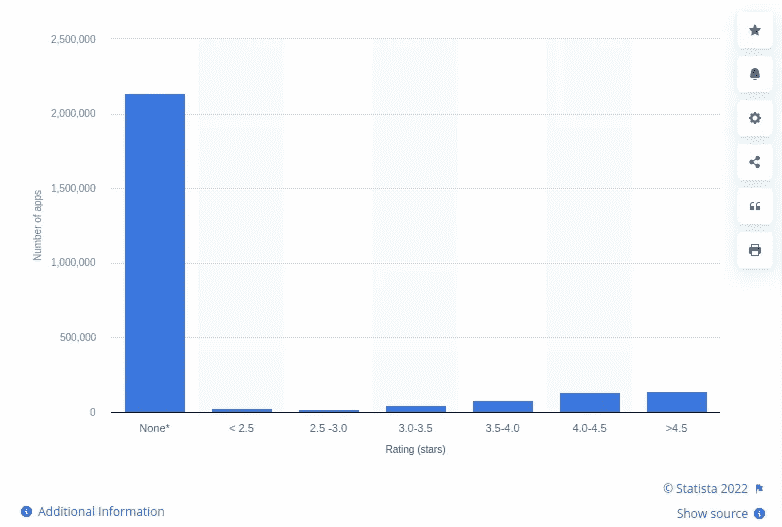 2,500,000
2,000,000
1,500,000
1,000,000
500,000
0
Number of apps
None* < 2.5 2.5 -3.0 3.0-3.5 3.5-4.0 4.0-4.5 >4.5
Rating (stars)
© Statista 2022
Additional Information
Show source